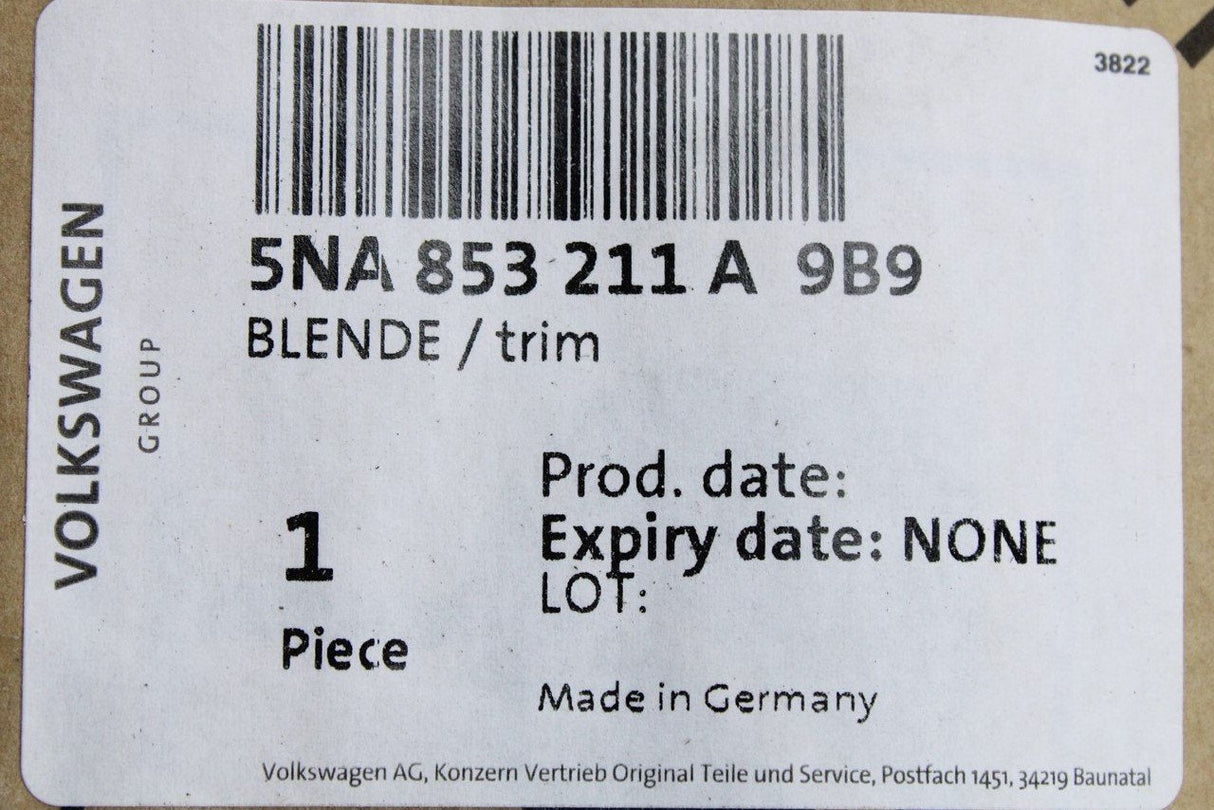 3822
5NA 853 211 A 9B9
BLENDE / trim
VOLKSWAGEN
GROUP
1
Piece
Prod. date:
Expiry date: NONE
LOT:
Made in Germany
Volkswagen AG, Konzern Vertrieb Original Teile und Service, Postfach 1451, 34219 Baunatal